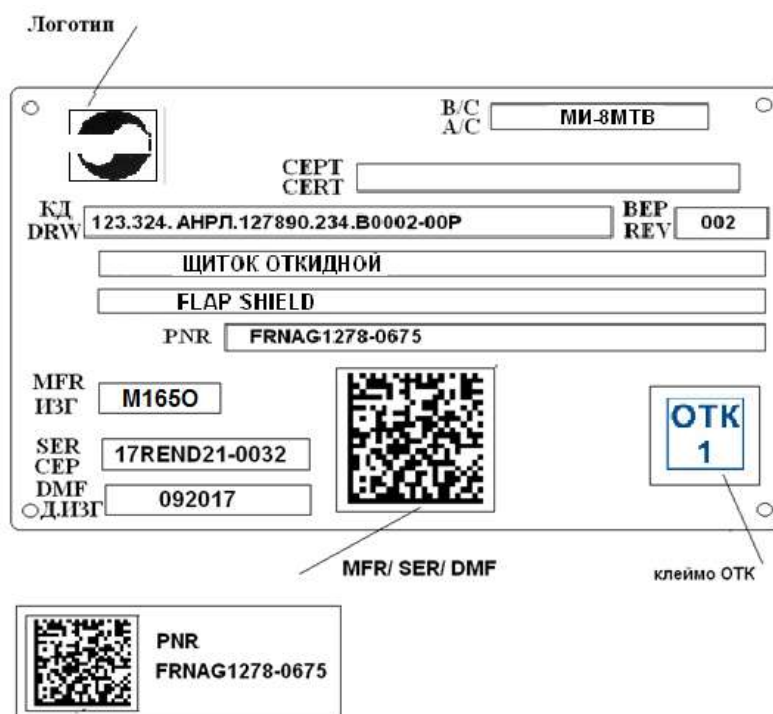 Логотип
В/С
A/C
МИ-8МТВ
СЕРТ
CERT
КД
DRW
123.324. АНРЛ.127890.234.В0002-00Р
ВЕР
REV
002
ЩИТОК ОТКИДНОЙ
FLAP SHIELD
PNR
FRNAG1278-0675
MFR
ИЗГ
M165O
SER
СЕР
17REND21-0032
DMF
Д.ИЗГ
092017
ОТК
1
MFR/ SER/ DMF
клеймо ОТК
PNR
FRNAG1278-0675